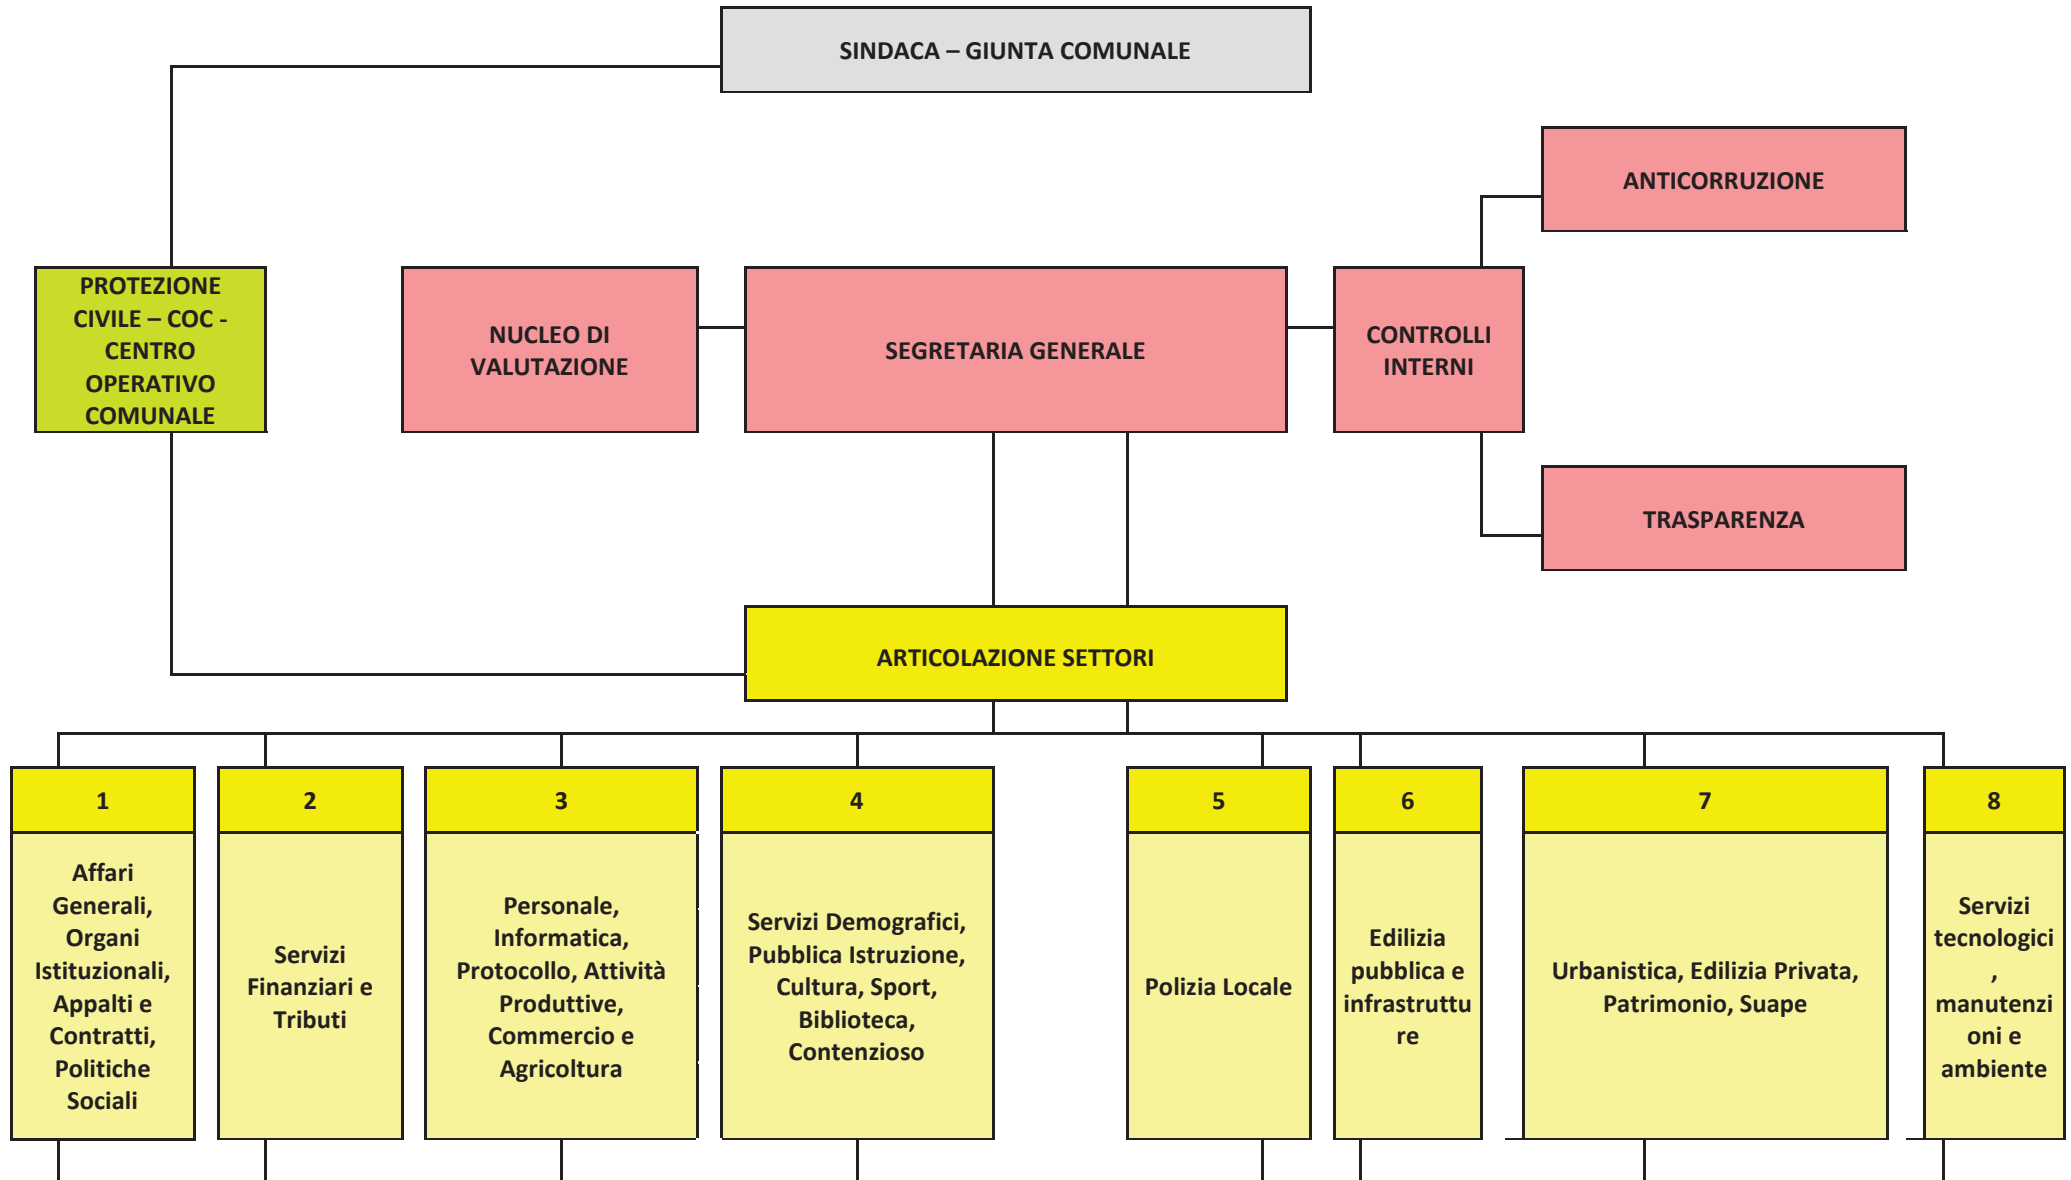 SINDACA – GIUNTA COMUNALE
ANTICORRUZIONE
PROTEZIONE
CIVILE – COC -
CENTRO
OPERATIVO
COMUNALE
NUCLEO DI
VALUTAZIONE
SEGRETARIA GENERALE
CONTROLLI
INTERNI
TRASPARENZA
ARTICOLAZIONE SETTORI
1
Affari
Generali,
Organi
Istituzionali,
Appalti e
Contratti,
Politiche
Sociali
2
Servizi
Finanziari e
Tributi
3
Personale,
Informatica,
Protocollo, Attività
Produttive,
Commercio e
Agricoltura
4
Servizi Demografici,
Pubblica Istruzione,
Cultura, Sport,
Biblioteca,
Contenzioso
5
Polizia Locale
6
Edilizia
pubblica e
infrastruttu
re
7
Urbanistica, Edilizia Privata,
Patrimonio, Suape
8
Servizi
tecnologici
,
manutenzi
oni e
ambiente